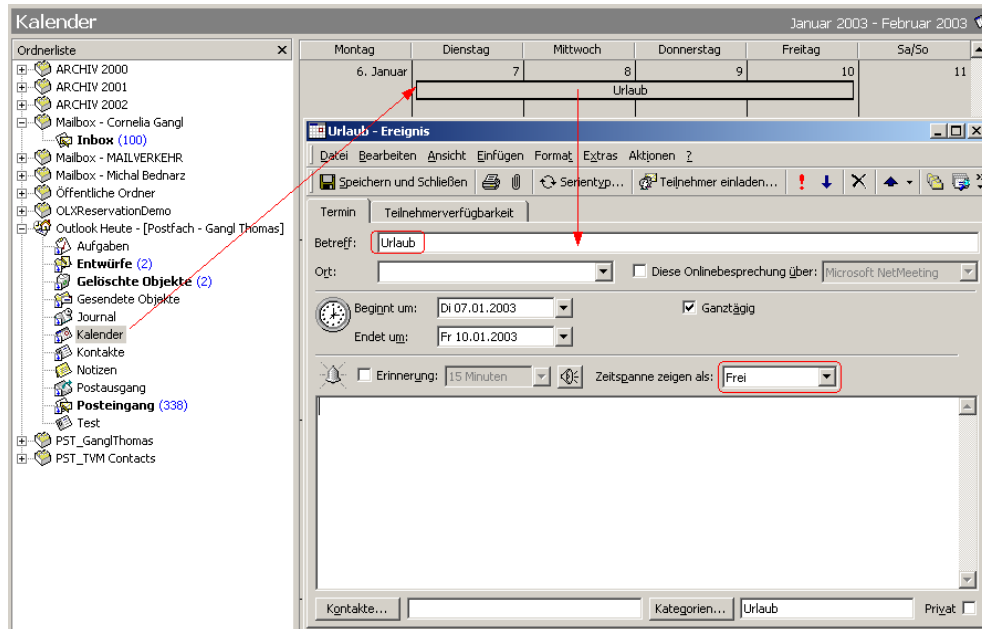 Kalender Januar 2003 - Februar 2003
Ordnerliste
ARCHIV 2000
ARCHIV 2001
ARCHIV 2002
Mailbox - Cornelia Gangl
Inbox (100)
Mailbox - MAILVERKEHR
Mailbox - Michal Bednarz
Öffentliche Ordner
OLXReservationDemo
Outlook Heute - [Postfach - Gangl Thomas]
Aufgaben
Entwürfe (2)
Gelöschte Objekte (2)
Gesendete Objekte
Journal
Kalender
Kontakte
Notizen
Postausgang
Posteingang (338)
Test
PST_GanglThomas
PST_TVM Contacts
Montag Dienstag Mittwoch Donnerstag Freitag Sa/So
6. Januar 7 8 9 10 11
Urlaub
Urlaub - Ereignis
Datei Bearbeiten Ansicht Einfügen Format Extras Aktionen ?
Speichern und Schließen Serientyp... Teilnehmer einladen...
Termin Teilnehmerverfügbarkeit
Betreff: Urlaub
Ort: Diese Onlinebesprechung über: Microsoft NetMeeting
Beginnt um: Di 07.01.2003 Ganztägig
Endet um: Fr 10.01.2003
Erinnerung: 15 Minuten Zeitspanne zeigen als: Frei
Kontakte... Kategorien... Urlaub Privat